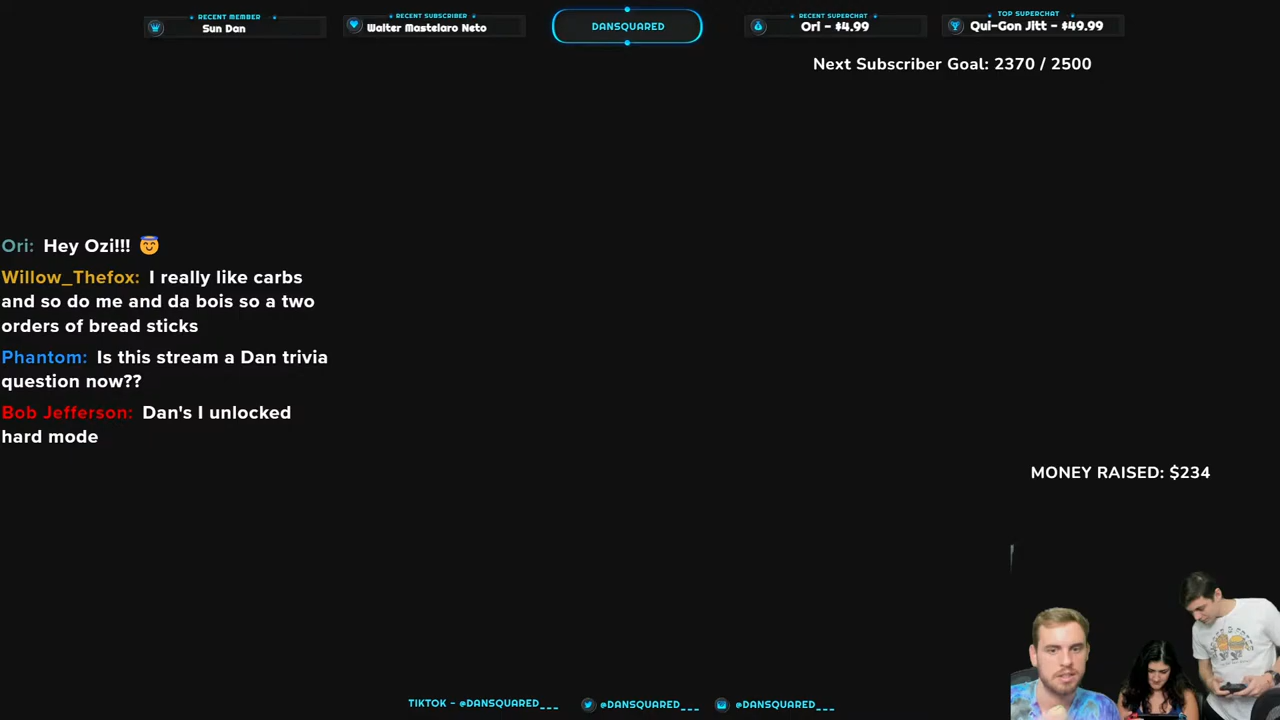 RECENT MEMBER
Sun Dan
RECENT SUBSCRIBER
Walter Mastelaro Neto
DANSQUARED
RECENT SUPERCHAT
Ori - $4.99
TOP SUPERCHAT
Qui-Gon Jitt - $49.99
Next Subscriber Goal: 2370 / 2500
Ori: Hey Ozi!!! 😇
Willow_Thefox: I really like carbs
and so do me and da bois so a two
orders of bread sticks
Phantom: Is this stream a Dan trivia
question now??
Bob Jefferson: Dan's I unlocked
hard mode
MONEY RAISED: $234
TIKTOK - @DANSQUARED___
@DANSQUARED___
@DANSQUARED___